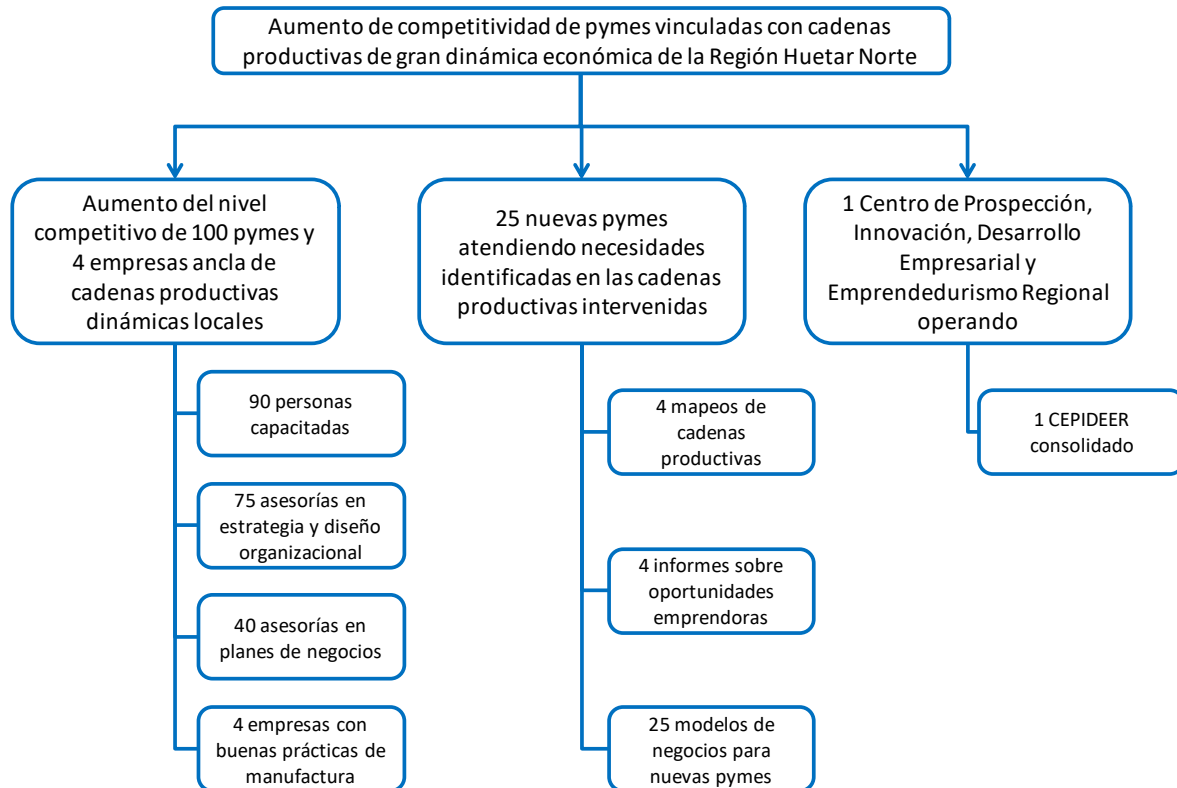 Aumento de competitividad de pymes vinculadas con cadenas
productivas de gran dinámica económica de la Región Huetar Norte
Aumento del nivel
competitivo de 100 pymes y
4 empresas ancla de
cadenas productivas
dinámicas locales
90 personas
capacitadas
75 asesorías en
estrategia y diseño
organizacional
40 asesorías en
planes de negocios
4 empresas con
buenas prácticas de
manufactura
25 nuevas pymes
atendiendo necesidades
identificadas en las cadenas
productivas intervenidas
4 mapeos de
cadenas
productivas
4 informes sobre
oportunidades
emprendoras
25 modelos de
negocios para
nuevas pymes
1 Centro de Prospección,
Innovación, Desarrollo
Empresarial y
Emprendedurismo Regional
operando
1 CEPIDEER
consolidado